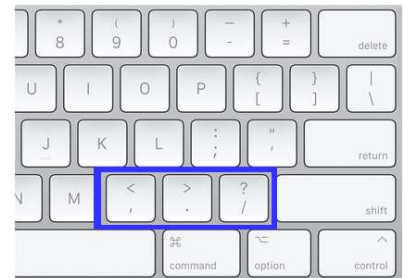 * ( ) — +
8 9 0 - = delete
U I O P { } |
[ ] \
J K L : " return
; '
N M < > ? shift
, . /
⌘ ⌥ ^
command option control